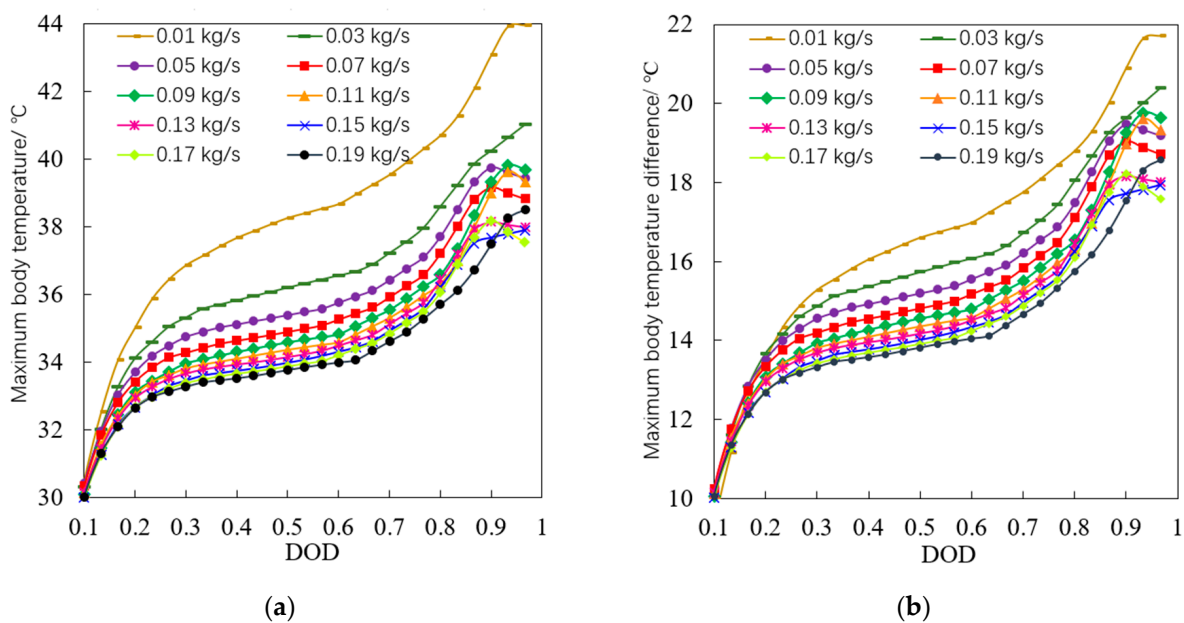 44
42
40
38
36
34
32
30
Maximum body temperature/ °C
0.01 kg/s
0.03 kg/s
0.05 kg/s
0.07 kg/s
0.09 kg/s
0.11 kg/s
0.13 kg/s
0.15 kg/s
0.17 kg/s
0.19 kg/s
0.1 0.2 0.3 0.4 0.5 0.6 0.7 0.8 0.9 1
DOD
(a)
22
20
18
16
14
12
10
Maximum body temperature difference/ °C
0.01 kg/s
0.03 kg/s
0.05 kg/s
0.07 kg/s
0.09 kg/s
0.11 kg/s
0.13 kg/s
0.15 kg/s
0.17 kg/s
0.19 kg/s
0.1 0.2 0.3 0.4 0.5 0.6 0.7 0.8 0.9 1
DOD
(b)